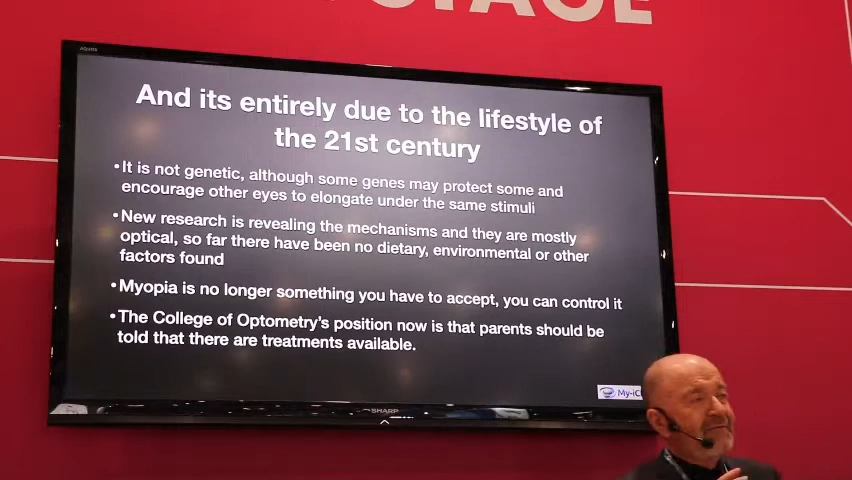 AQUOS
And its entirely due to the lifestyle of
the 21st century
•It is not genetic, although some genes may protect some and
encourage other eyes to elongate under the same stimuli
•New research is revealing the mechanisms and they are mostly
optical, so far there have been no dietary, environmental or other
factors found
•Myopia is no longer something you have to accept, you can control it
•The College of Optometry's position now is that parents should be
told that there are treatments available.
SHARP